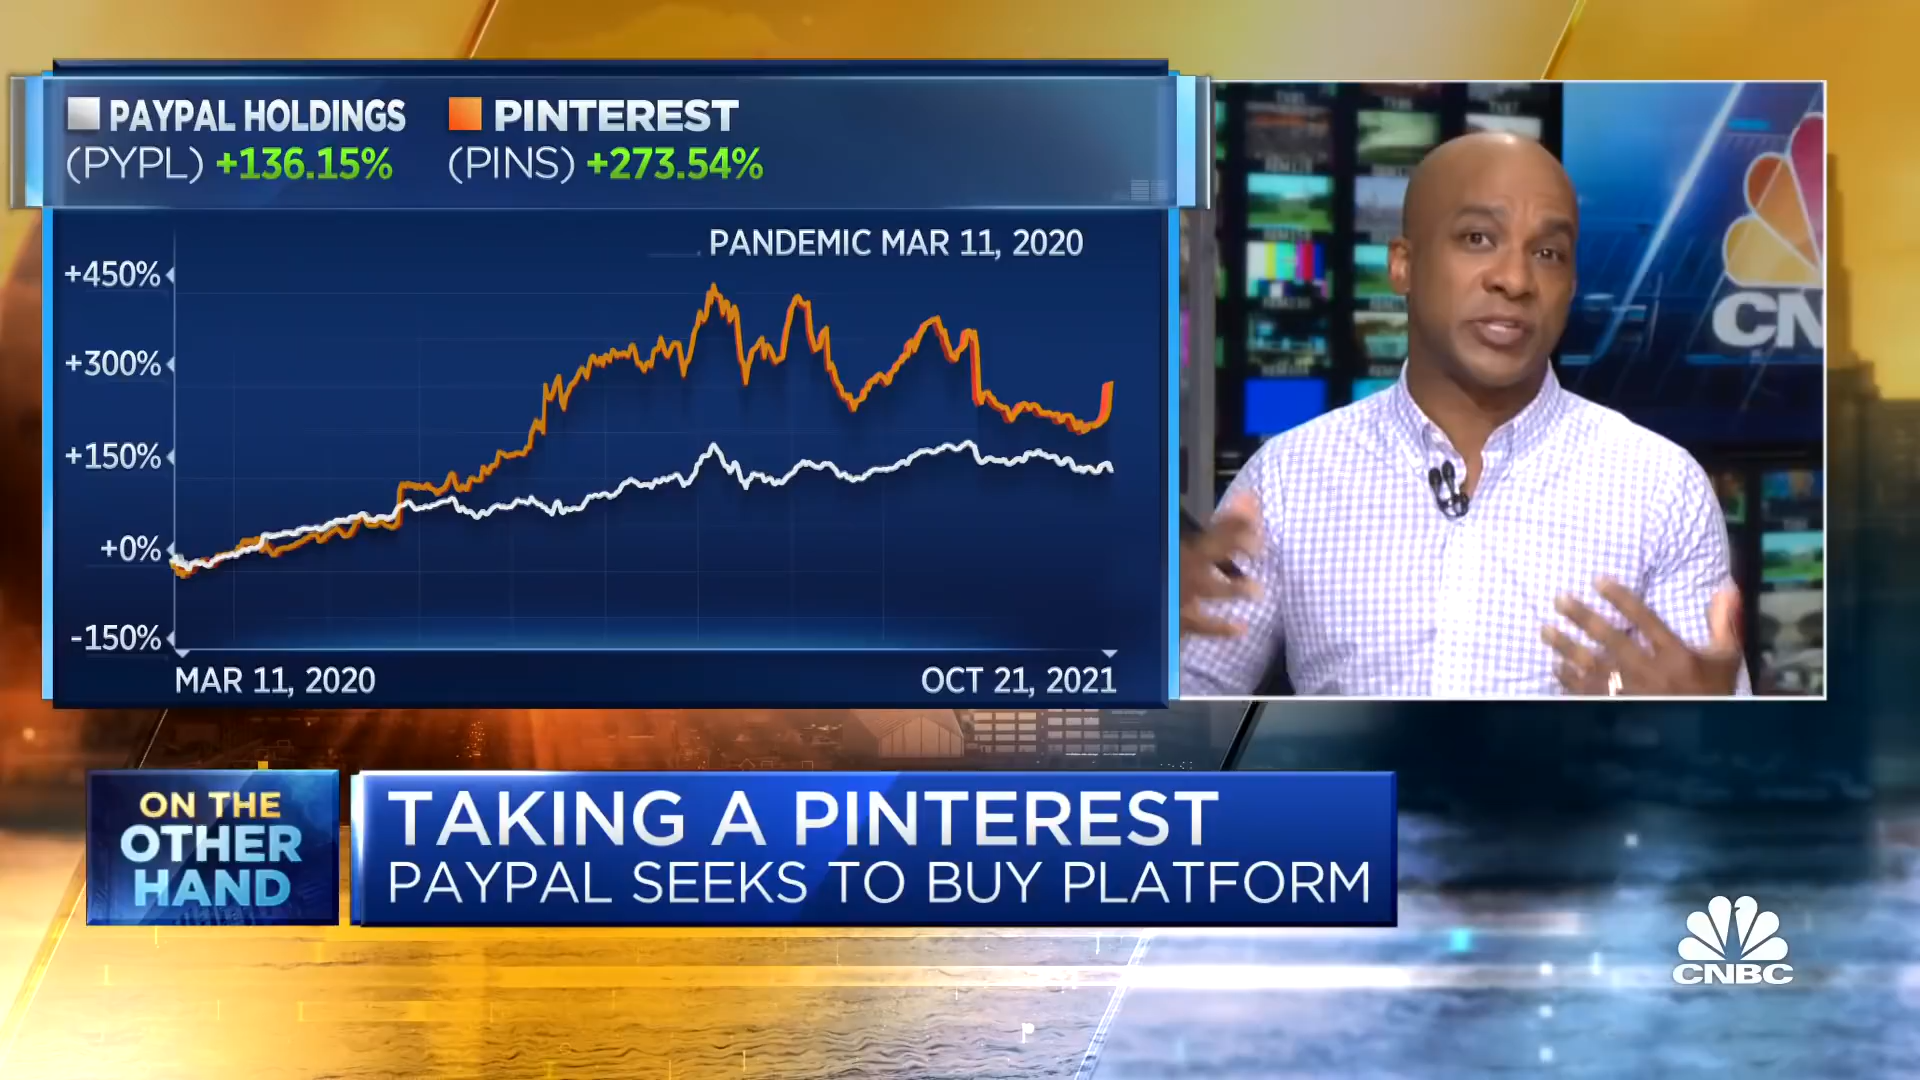 PAYPAL HOLDINGS
(PYPL) +136.15%
PINTEREST
(PINS) +273.54%
PANDEMIC MAR 11, 2020
+450%
+300%
+150%
+0%
-150%
MAR 11, 2020
OCT 21, 2021
CN
ON THE
OTHER
HAND
TAKING A PINTEREST
PAYPAL SEEKS TO BUY PLATFORM
CNBC